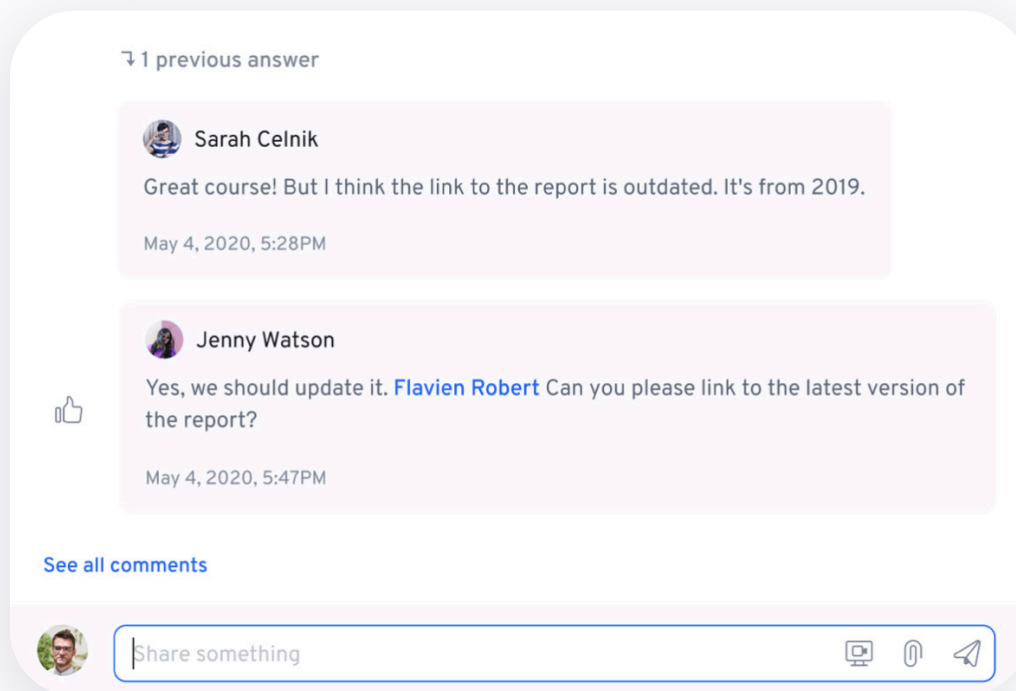 1 previous answer
Sarah Celnik
Great course! But I think the link to the report is outdated. It's from 2019.
May 4, 2020, 5:28PM
Jenny Watson
Yes, we should update it. Flavien Robert Can you please link to the latest version of
the report?
May 4, 2020, 5:47PM
See all comments
Share something